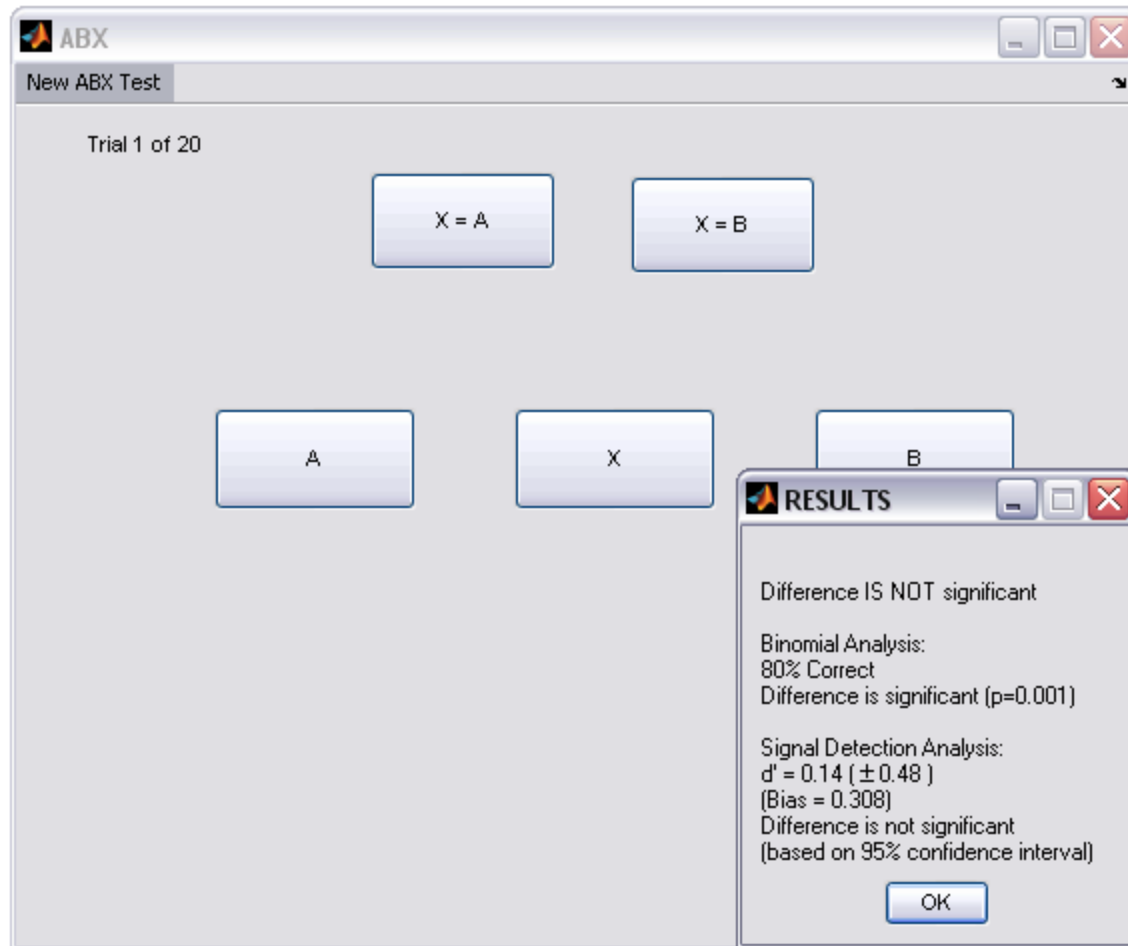 ABX
New ABX Test
Trial 1 of 20
X = A
X = B
A
X
B
RESULTS
Difference IS NOT significant
Binomial Analysis:
80% Correct
Difference is significant (p=0.001)
Signal Detection Analysis:
d' = 0.14 ( ±0.48 )
(Bias = 0.308)
Difference is not significant
(based on 95% confidence interval)
OK